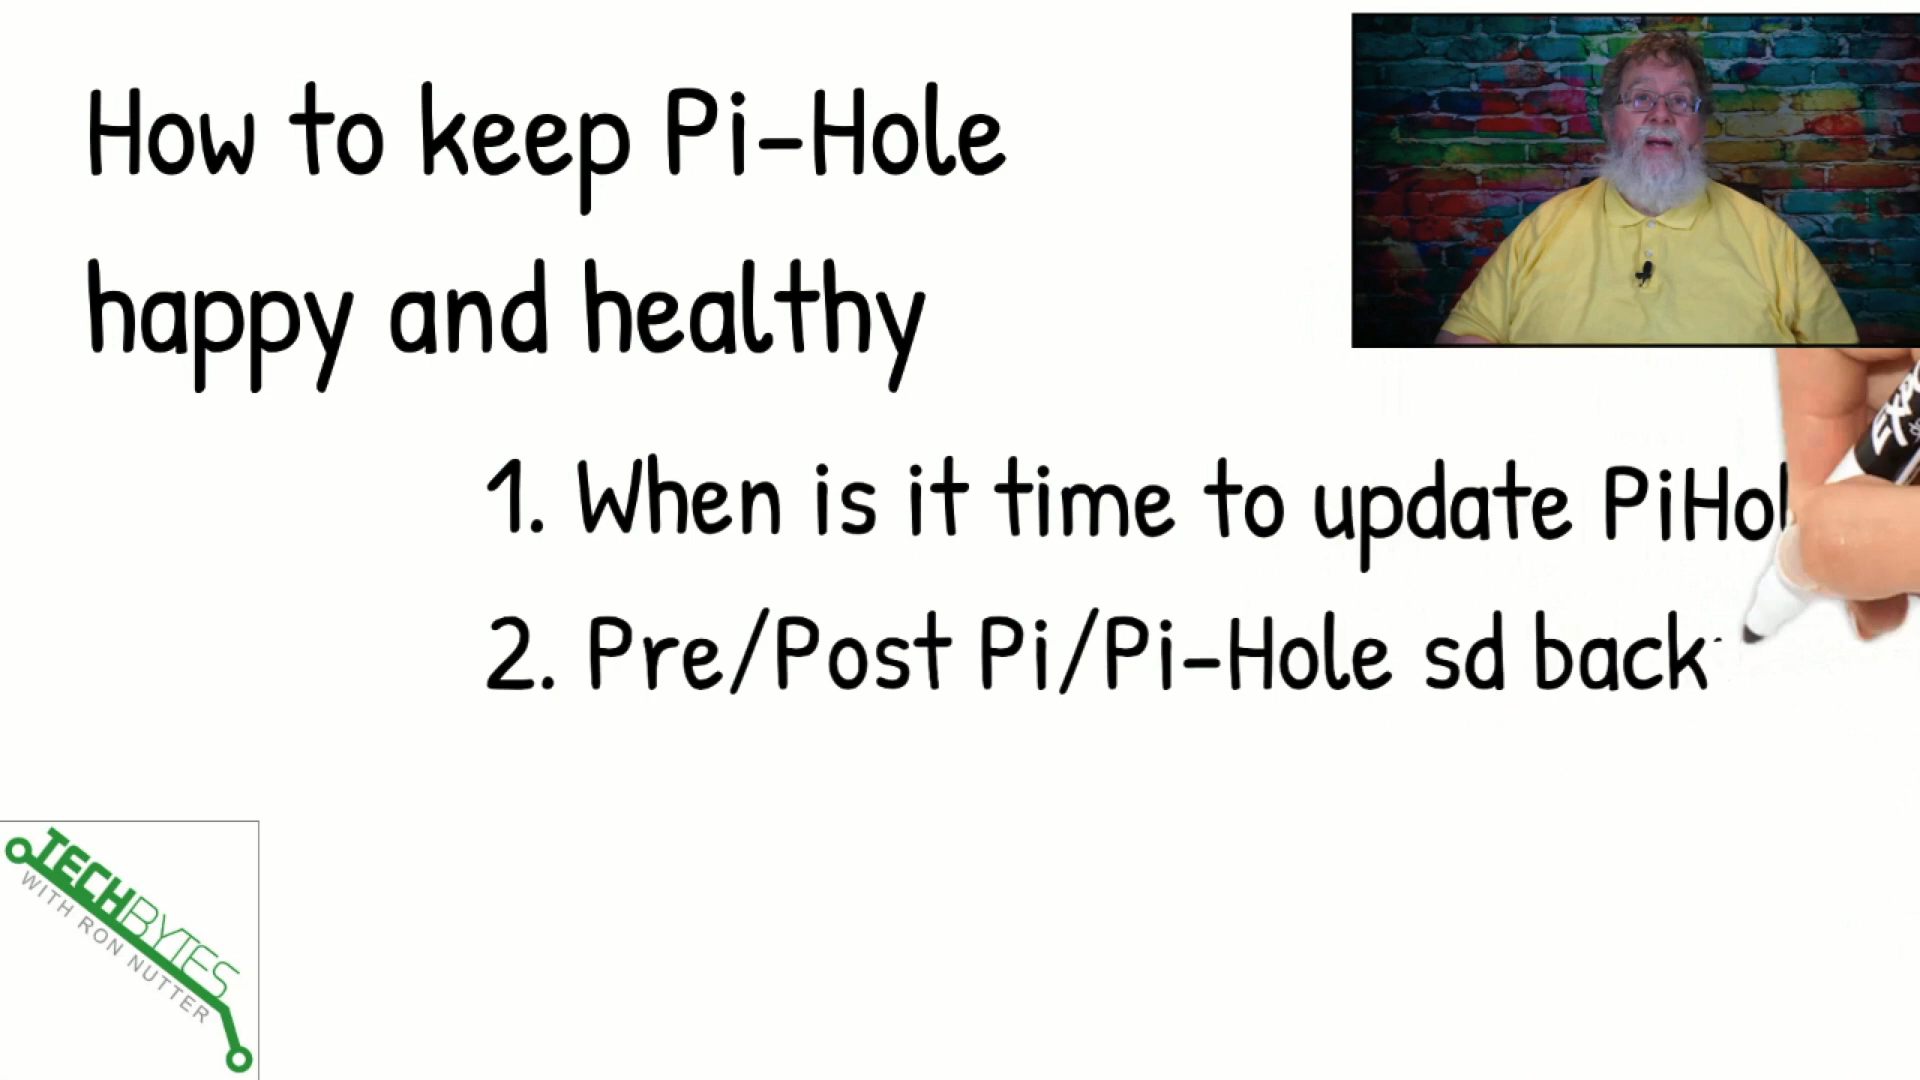 How to keep Pi-Hole
happy and healthy
1. When is it time to update PiHol
2. Pre/Post Pi/Pi-Hole sd back
TECHBYTES
WITH RON NUTTER